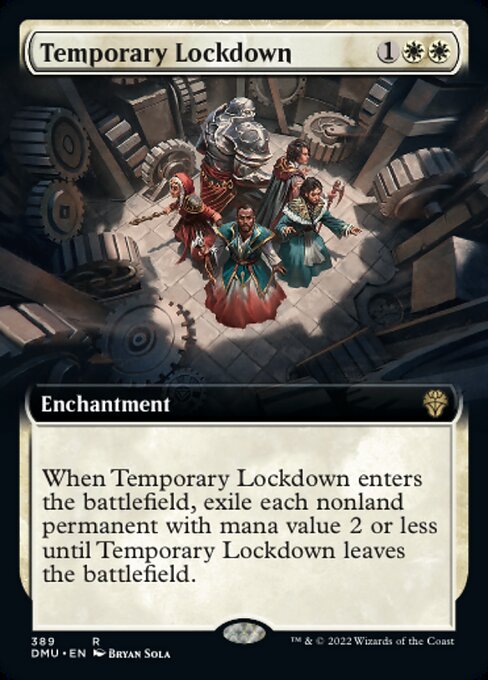 Temporary Lockdown 1
Enchantment
When Temporary Lockdown enters
the battlefield, exile each nonland
permanent with mana value 2 or less
until Temporary Lockdown leaves
the battlefield.
389 R
DMU • EN BRYAN SOLA
™ & © 2022 Wizards of the Coast